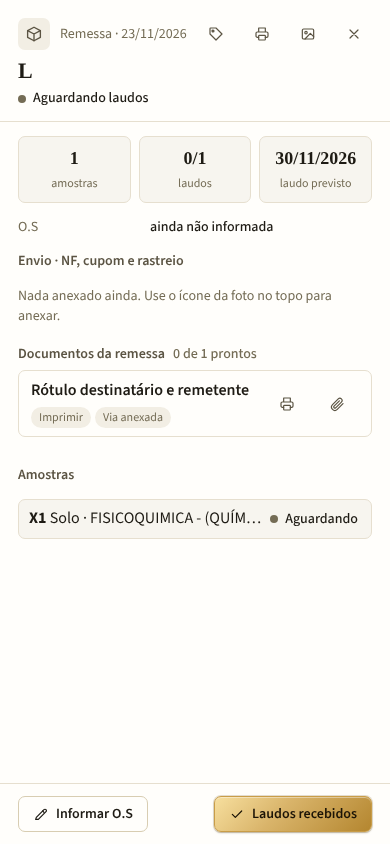 Remessa · 23/11/2026
L
Aguardando laudos
1
amostras
0/1
laudos
30/11/2026
laudo previsto
O.S
ainda não informada
Envio · NF, cupom e rastreio
Nada anexado ainda. Use o ícone da foto no topo para
anexar.
Documentos da remessa 0 de 1 prontos
Rótulo destinatário e remetente
Imprimir
Via anexada
Amostras
X1 Solo · FISICOQUIMICA - (QUÍM… Aguardando
Informar O.S
Laudos recebidos